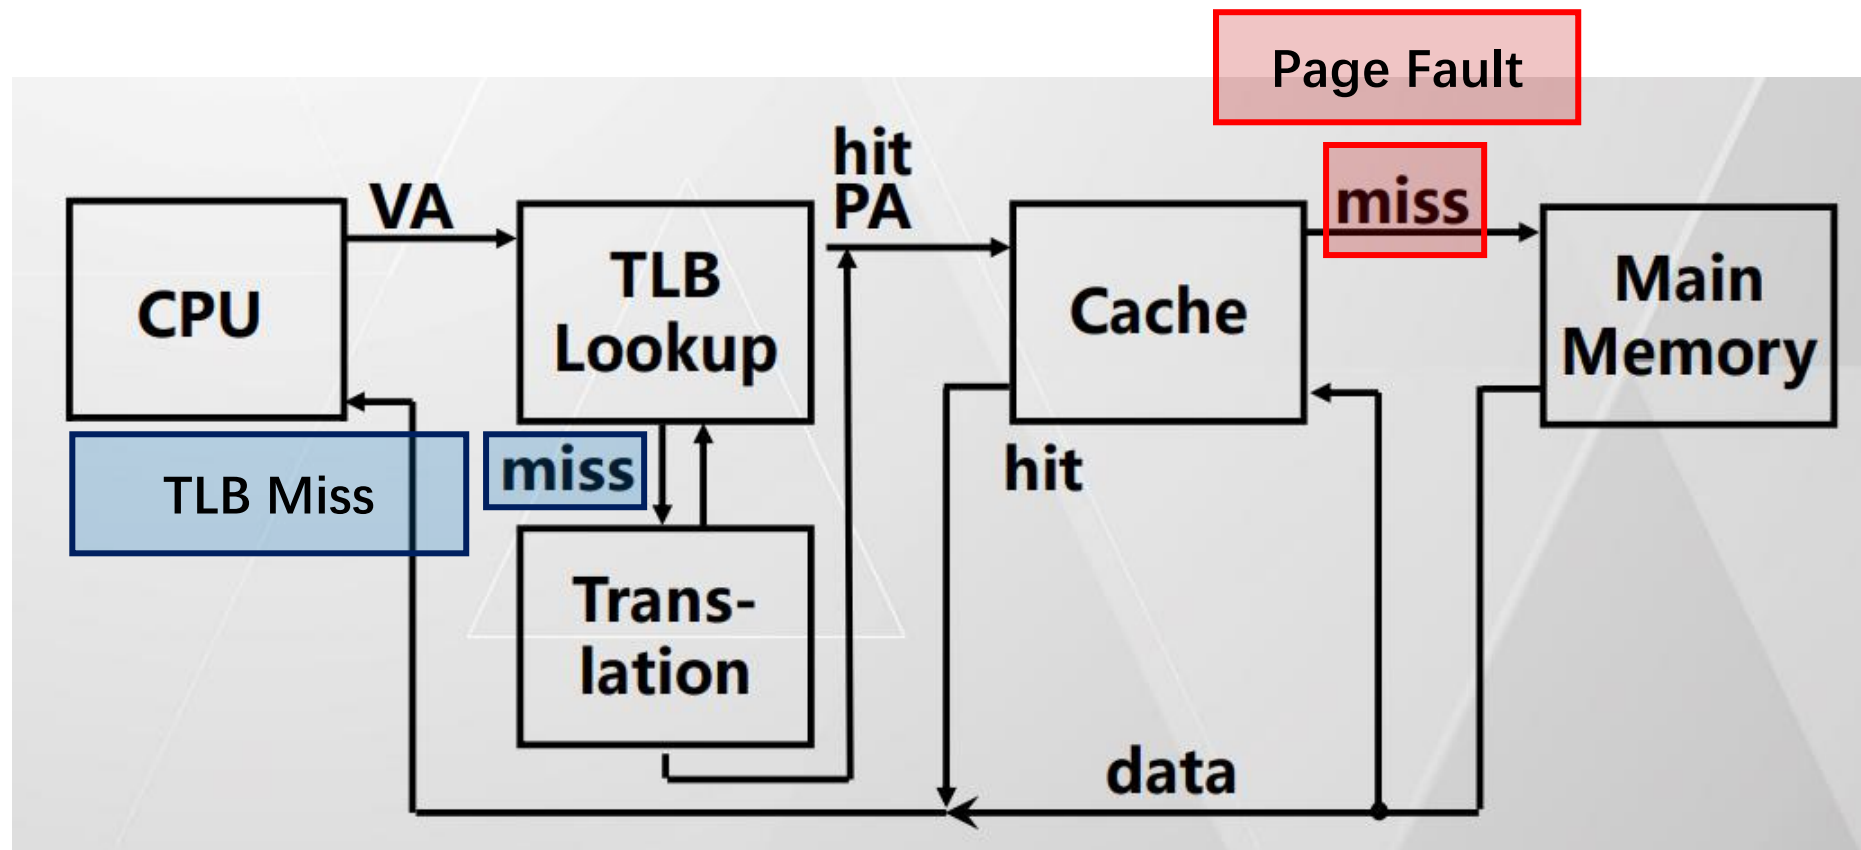 Page Fault
hit
PA
miss
VA
CPU
TLB
Lookup
Cache
Main
Memory
TLB Miss
miss
hit
Trans-
lation
data